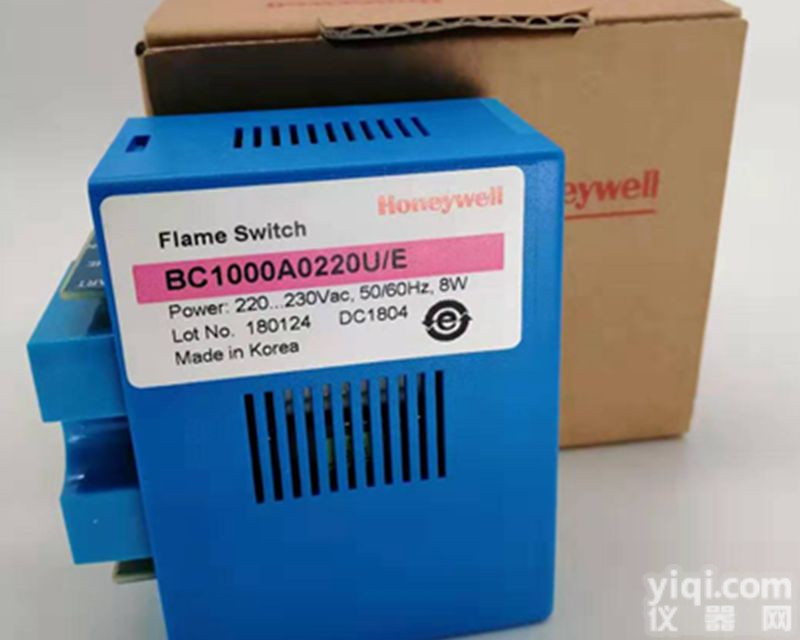 Honeywell
Flame Switch
BC1000A0220U/E
Power: 220...230Vac, 50/60Hz, 8W
Lot No. 180124 DC1804
Made in Korea
e
eywell
yiqi.com
仪器网